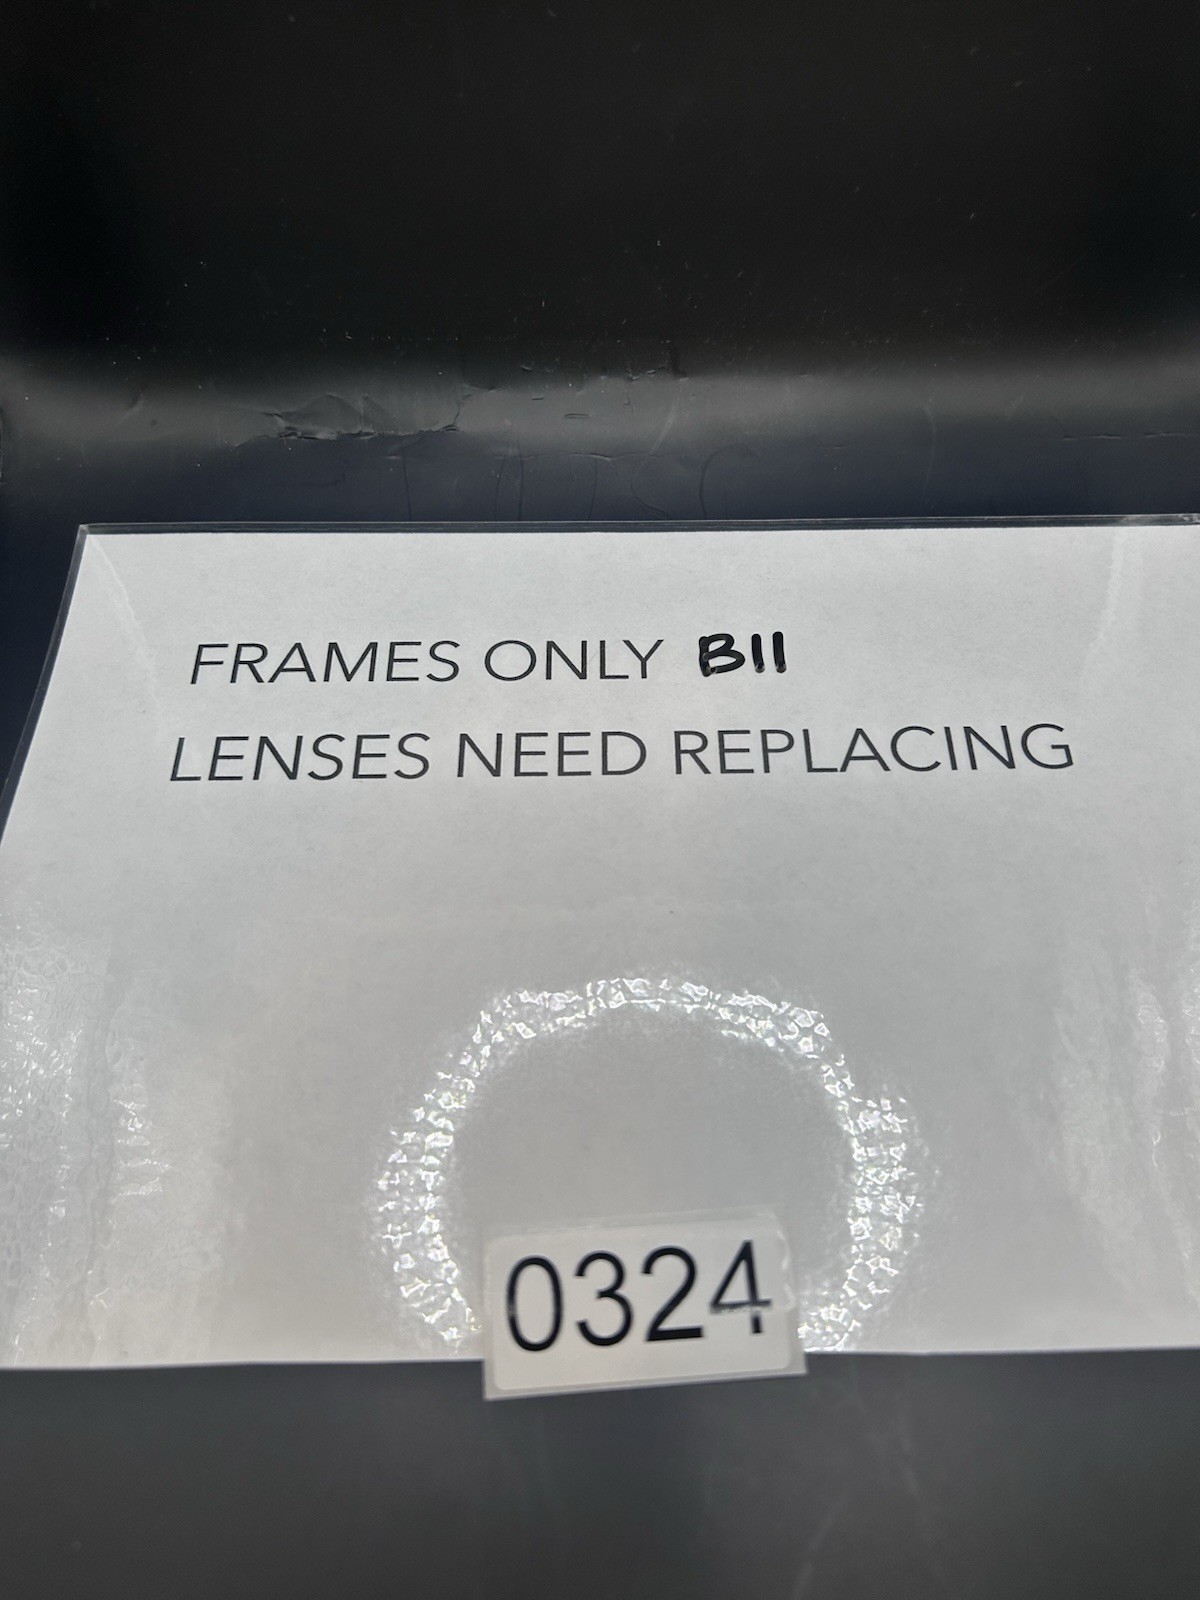 FRAMES ONLY B11
LENSES NEED REPLACING
0324